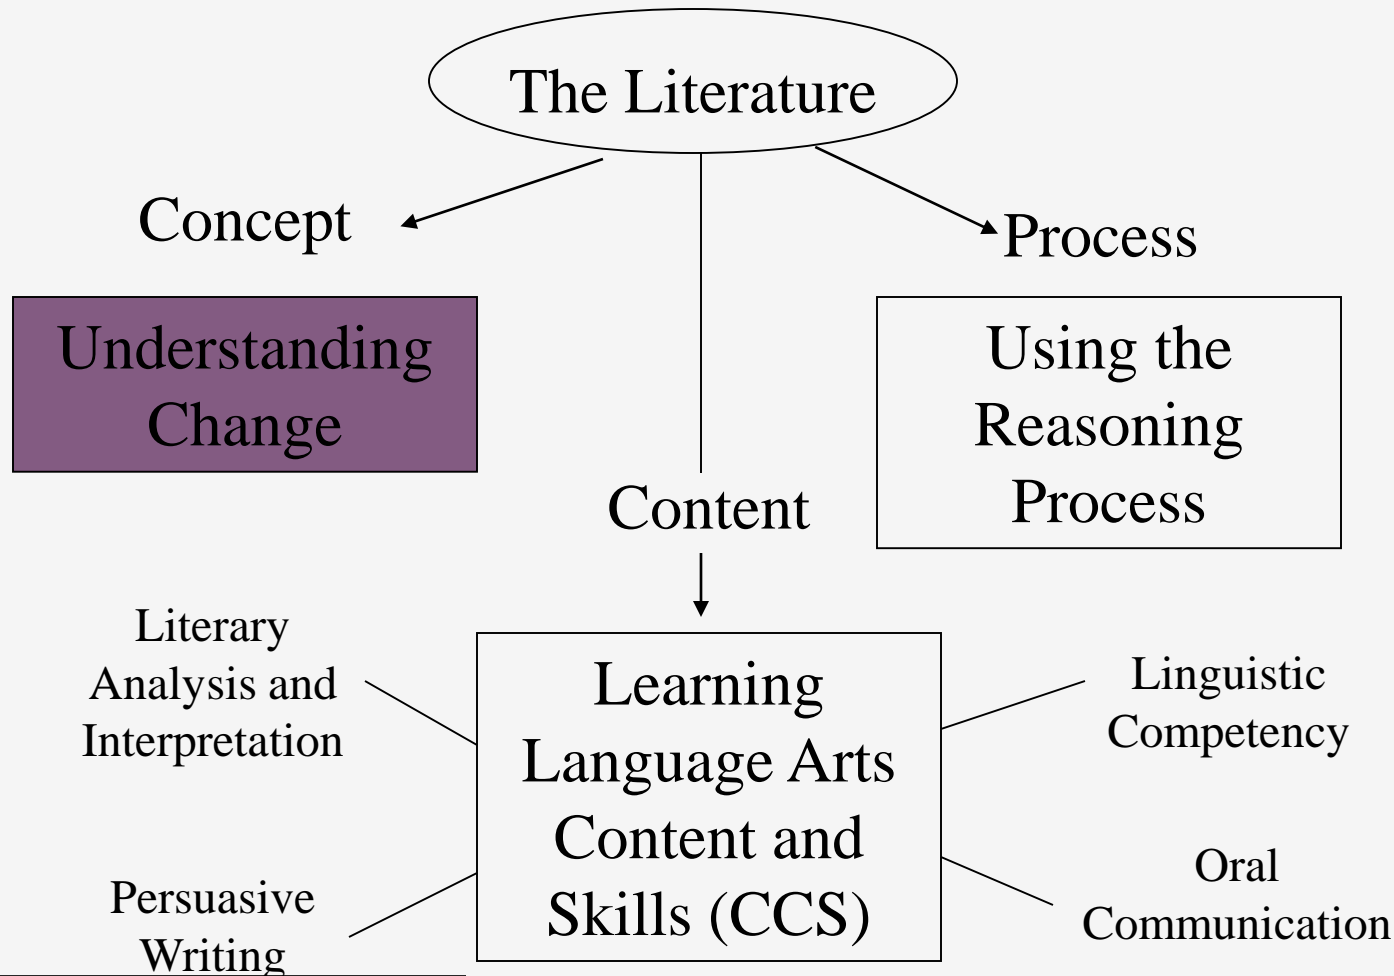 The Literature
Concept
Process
Understanding
Change
Using the
Reasoning
Process
Content
Literary
Analysis and
Interpretation
Learning
Language Arts
Content and
Skills (CCS)
Linguistic
Competency
Persuasive
Writing
Oral
Communication